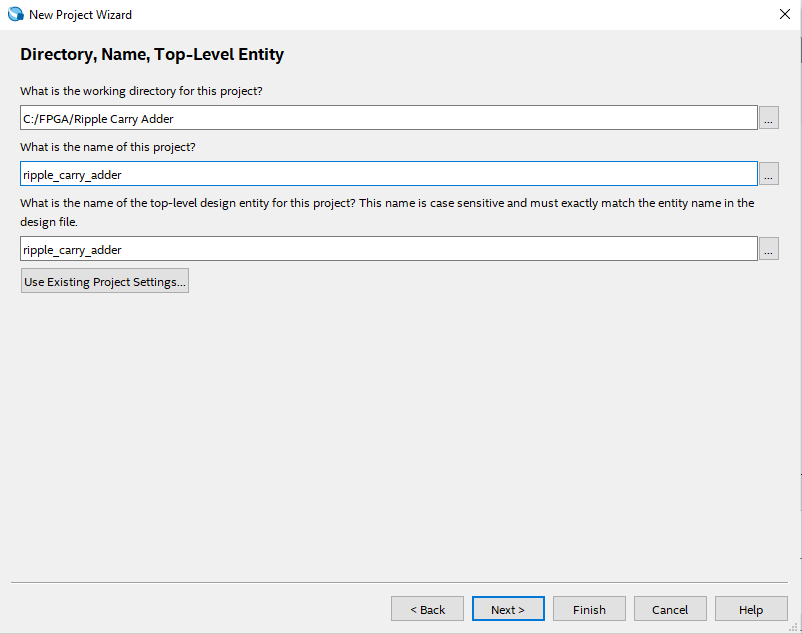 New Project Wizard
Directory, Name, Top-Level Entity
What is the working directory for this project?
C:/FPGA/Ripple Carry Adder
...
What is the name of this project?
ripple_carry_adder
...
What is the name of the top-level design entity for this project? This name is case sensitive and must exactly match the entity name in the
design file.
ripple_carry_adder
...
Use Existing Project Settings...
< Back
Next >
Finish
Cancel
Help